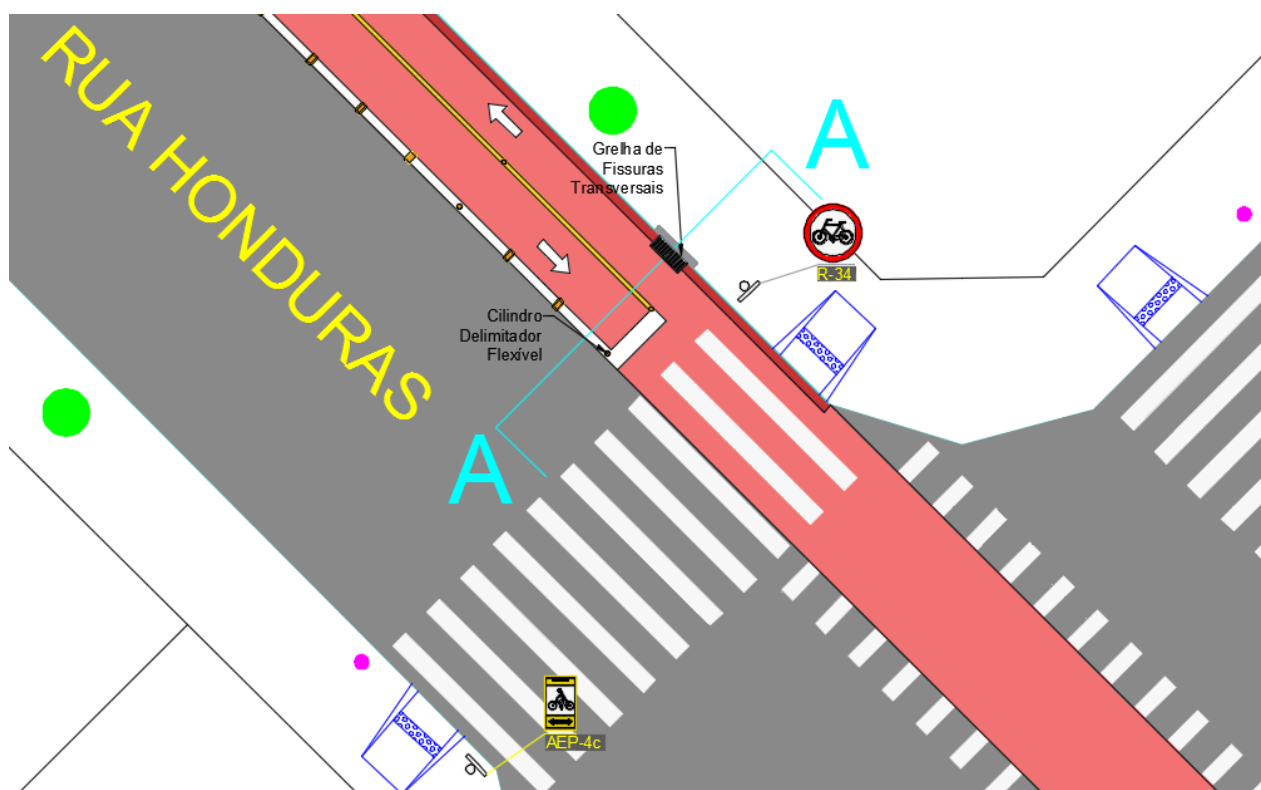 RUA HONDURAS
A
Grelha de
Fissuras
Transversais
R-34
Cilindro
Delimitador
Flexível
A
AEP-4c